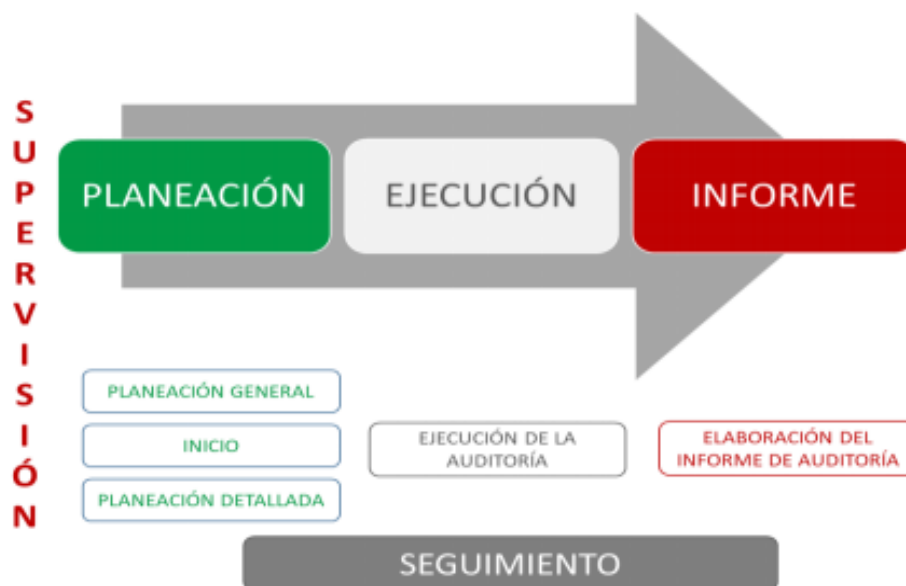 SUPERVISIÓN
PLANEACIÓN
EJECUCIÓN
INFORME
PLANEACIÓN GENERAL
INICIO
PLANEACIÓN DETALLADA
EJECUCIÓN DE LA
AUDITORÍA
ELABORACIÓN DEL
INFORME DE AUDITORÍA
SEGUIMIENTO